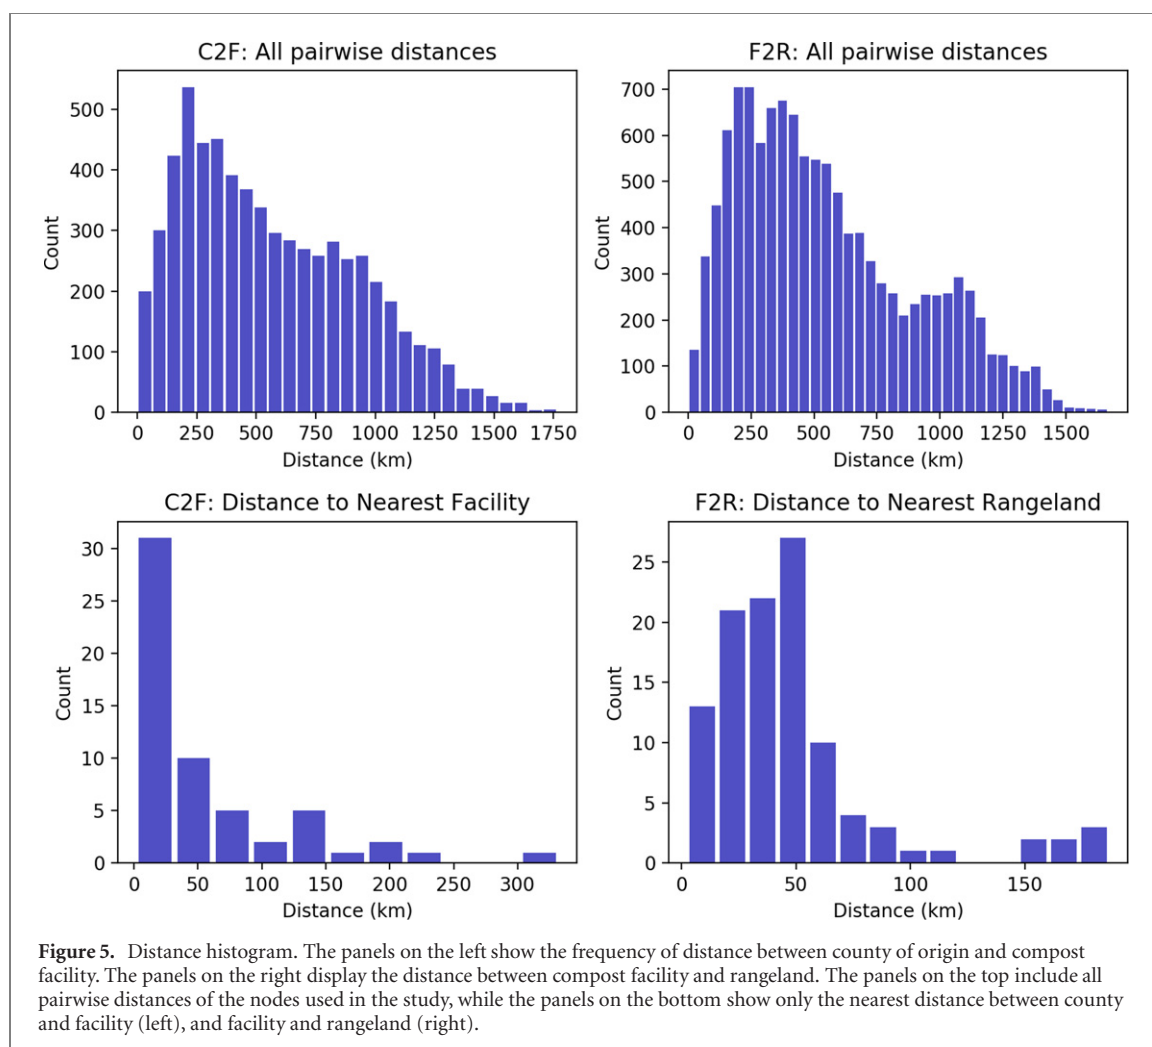 C2F: All pairwise distances
500
400
300
200
100
0
Count
0 250 500 750 1000 1250 1500 1750
Distance (km)
F2R: All pairwise distances
700
600
500
400
300
200
100
0
Count
0 250 500 750 1000 1250 1500
Distance (km)
C2F: Distance to Nearest Facility
30
25
20
15
10
5
0
Count
0 50 100 150 200 250 300
Distance (km)
F2R: Distance to Nearest Rangeland
25
20
15
10
5
0
Count
0 50 100 150
Distance (km)
Figure 5. Distance histogram. The panels on the left show the frequency of distance between county of origin and compost
facility. The panels on the right display the distance between compost facility and rangeland. The panels on the top include all
pairwise distances of the nodes used in the study, while the panels on the bottom show only the nearest distance between county
and facility (left), and facility and rangeland (right).